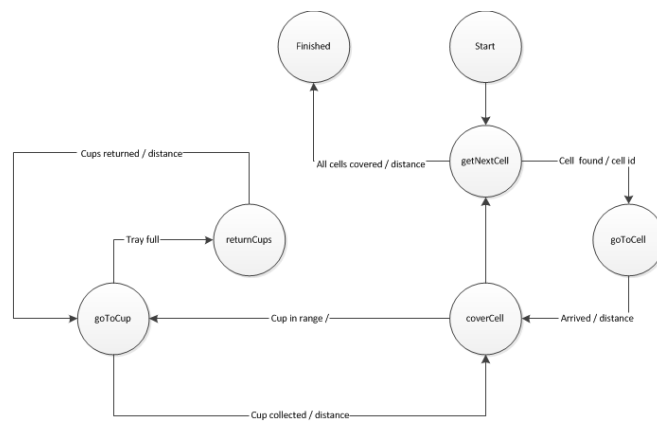 Finished
Start
Cups returned / distance
All cells covered / distance
getNextCell
Cell found / cell id
Tray full
returnCups
goToCell
goToCup
Cup in range /
coverCell
Arrived / distance
Cup collected / distance